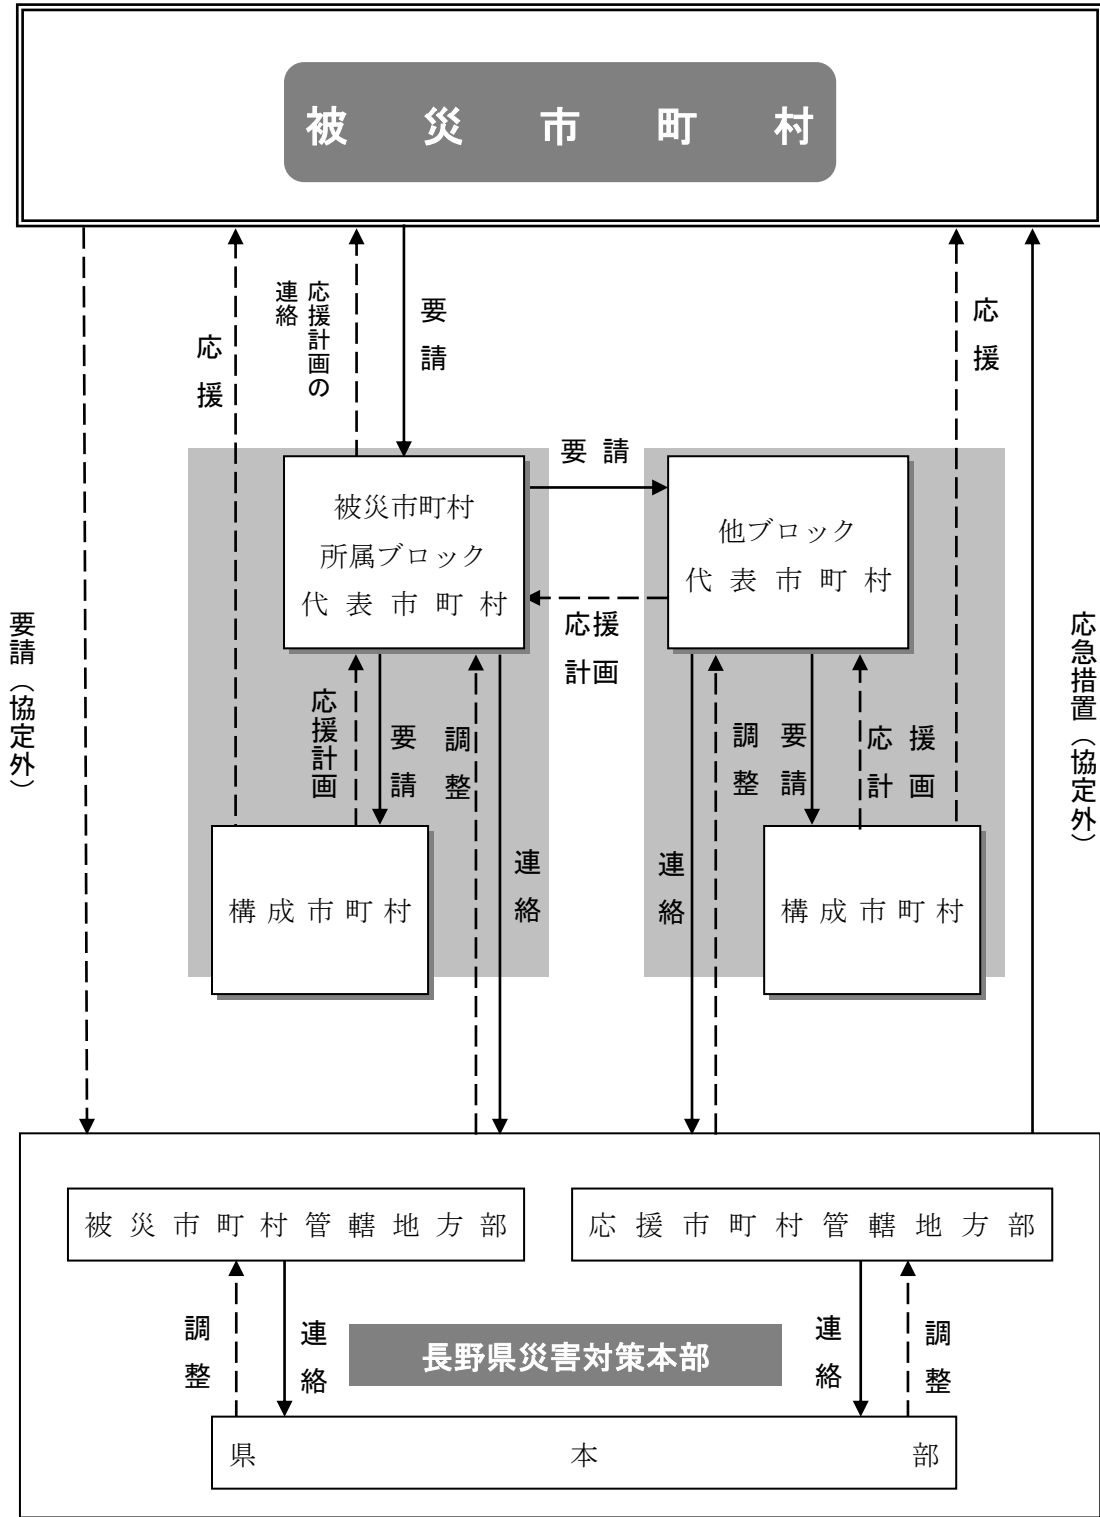 被災市町村
応援
応援計画の
連絡
要請
応援
要請（協定外）
応急措置（協定外）
要請
被災市町村
所属ブロック
代表市町村
他ブロック
代表市町村
応援
計画
応援計画
要請
調整
連絡
連絡
調整
要請
応援
計画
構成市町村
構成市町村
被災市町村管轄地方部
応援市町村管轄地方部
調整
連絡
長野県災害対策本部
連絡
調整
県本部